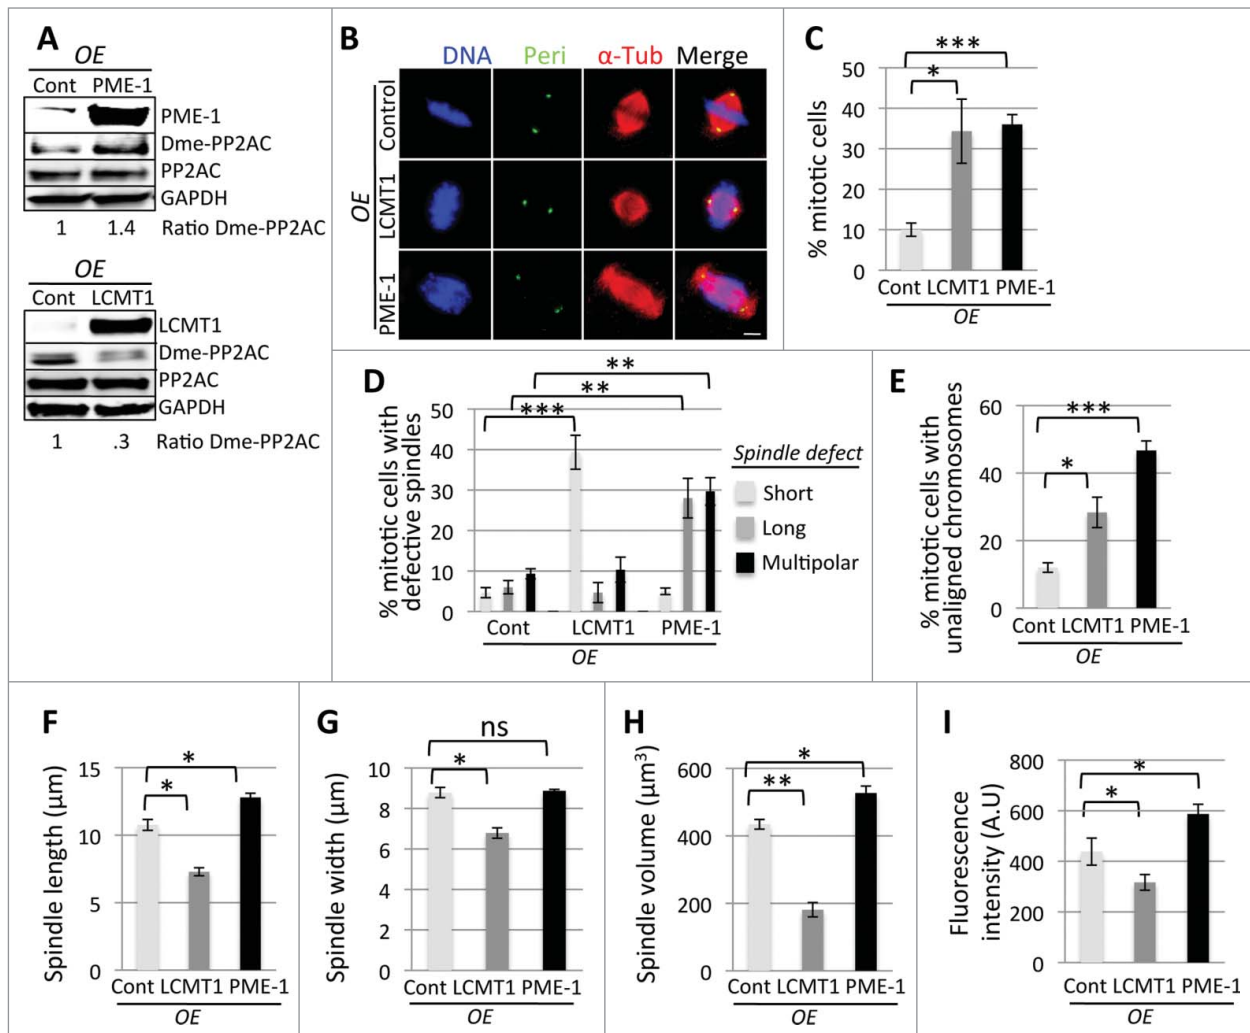 A
OE
Cont PME-1
PME-1
Dme-PP2AC
PP2AC
GAPDH
1 1.4 Ratio Dme-PP2AC
OE
Cont LCMT1
LCMT1
Dme-PP2AC
PP2AC
GAPDH
1 .3 Ratio Dme-PP2AC
B
DNA Peri α-Tub Merge
OE
Control
LCMT1
PME-1
C
% mitotic cells
50
40
30
20
10
0
***
*
Cont LCMT1 PME-1
OE
D
% mitotic cells with
defective spindles
50
40
30
20
10
0
**
**
***
Cont LCMT1 PME-1
OE
Spindle defect
Short
Long
Multipolar
E
% mitotic cells with
unaligned chromosomes
60
40
20
0
***
*
Cont LCMT1 PME-1
OE
F
Spindle length (µm)
15
10
5
0
*
*
Cont LCMT1 PME-1
OE
G
Spindle width (µm)
10
8
6
4
2
0
ns
*
Cont LCMT1 PME-1
OE
H
Spindle volume (µm³)
600
400
200
0
*
**
Cont LCMT1 PME-1
OE
I
Fluorescence
intensity (A.U)
800
600
400
200
0
*
*
Cont LCMT1 PME-1
OE